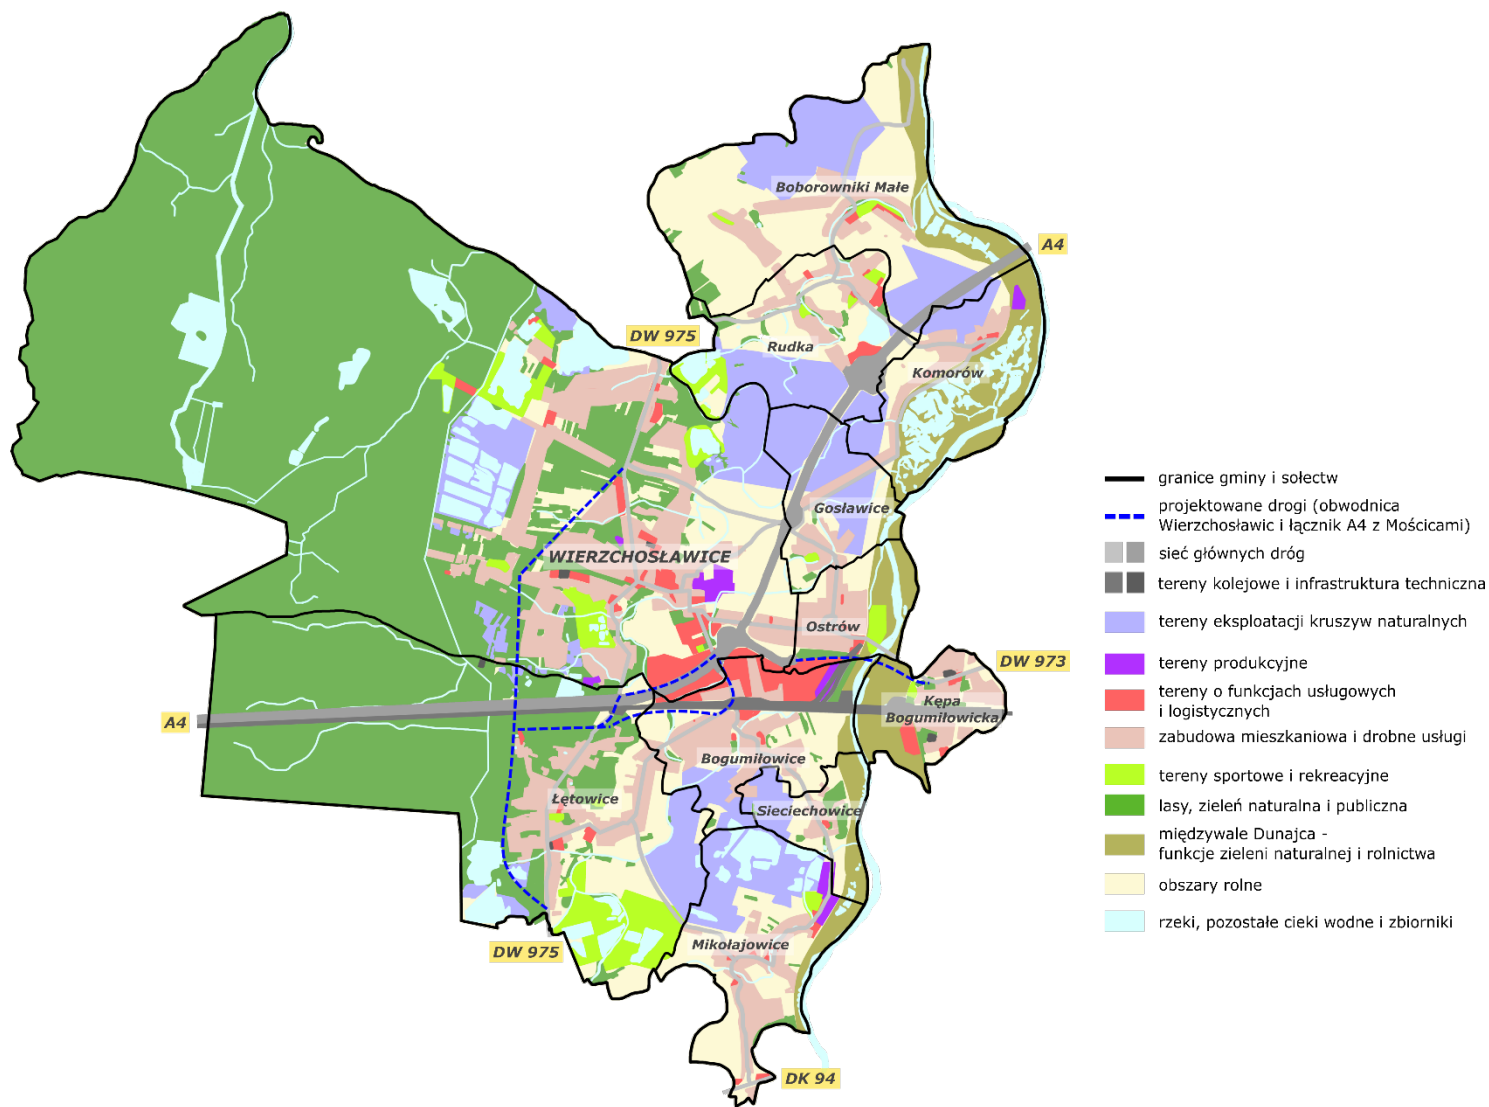 Boborowniki Małe
A4
DW 975
Rudka
Komorów
Gosławice
WIERZCHOSŁAWICE
Ostrów
DW 973
Kępa
Bogumiłowicka
A4
Bogumiłowice
Łętowice
Sieciechowice
Mikołajowice
DW 975
DK 94
granice gminy i sołectw
projektowane drogi (obwodnica
Wierzchosławic i łącznik A4 z Mościcami)
sieć głównych dróg
tereny kolejowe i infrastruktura techniczna
tereny eksploatacji kruszyw naturalnych
tereny produkcyjne
tereny o funkcjach usługowych
i logistycznych
zabudowa mieszkaniowa i drobne usługi
tereny sportowe i rekreacyjne
lasy, zieleń naturalna i publiczna
międzywale Dunajca -
funkcje zieleni naturalnej i rolnictwa
obszary rolne
rzeki, pozostałe cieki wodne i zbiorniki